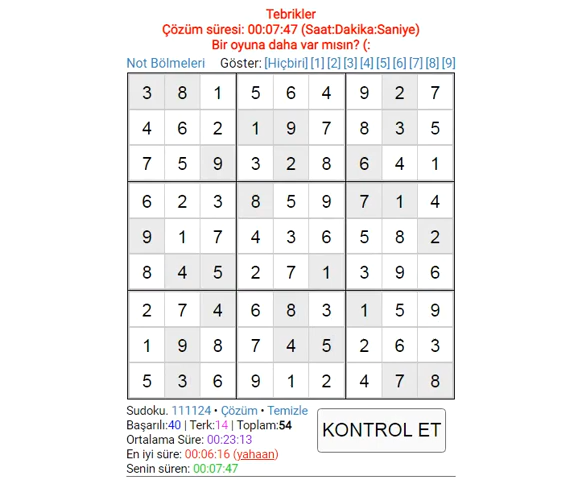 Tebrikler
Çözüm süresi: 00:07:47 (Saat:Dakika:Saniye)
Bir oyuna daha var mısın? (:
Not Bölmeleri Göster: [Hiçbiri] [1] [2] [3] [4] [5] [6] [7] [8] [9]
3 8 1 5 6 4 9 2 7
4 6 2 1 9 7 8 3 5
7 5 9 3 2 8 6 4 1
6 2 3 8 5 9 7 1 4
9 1 7 4 3 6 5 8 2
8 4 5 2 7 1 3 9 6
2 7 4 6 8 3 1 5 9
1 9 8 7 4 5 2 6 3
5 3 6 9 1 2 4 7 8
Sudoku. 111124 • Çözüm • Temizle
Başarılı:40 | Terk:14 | Toplam:54
Ortalama Süre: 00:23:13
En iyi süre: 00:06:16 (yahaan)
Senin süren: 00:07:47
KONTROL ET